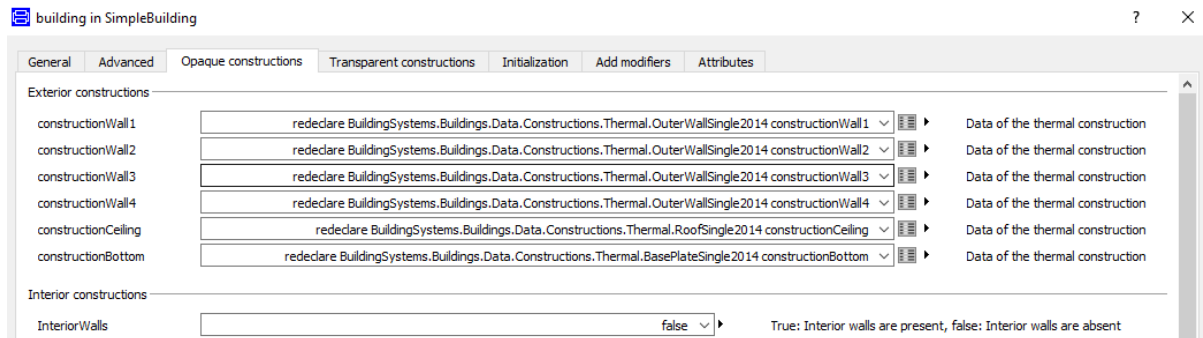 building in SimpleBuilding ? ×
General Advanced Opaque constructions Transparent constructions Initialization Add modifiers Attributes
Exterior constructions
constructionWall1 redeclare BuildingSystems.Buildings.Data.Constructions.Thermal.OuterWallSingle2014 constructionWall1 Data of the thermal construction
constructionWall2 redeclare BuildingSystems.Buildings.Data.Constructions.Thermal.OuterWallSingle2014 constructionWall2 Data of the thermal construction
constructionWall3 redeclare BuildingSystems.Buildings.Data.Constructions.Thermal.OuterWallSingle2014 constructionWall3 Data of the thermal construction
constructionWall4 redeclare BuildingSystems.Buildings.Data.Constructions.Thermal.OuterWallSingle2014 constructionWall4 Data of the thermal construction
constructionCeiling redeclare BuildingSystems.Buildings.Data.Constructions.Thermal.RoofSingle2014 constructionCeiling Data of the thermal construction
constructionBottom redeclare BuildingSystems.Buildings.Data.Constructions.Thermal.BasePlateSingle2014 constructionBottom Data of the thermal construction
Interior constructions
InteriorWalls false True: Interior walls are present, false: Interior walls are absent